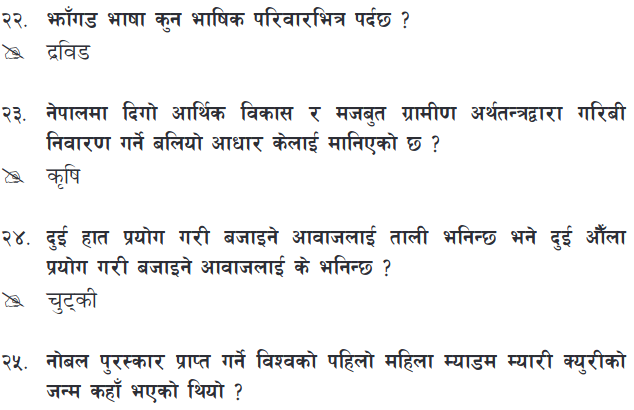 २२. झाँगड भाषा कुन भाषिक परिवारभित्र पर्दछ ?
द्रविड
२३. नेपालमा दिगो आर्थिक विकास र मजबुत ग्रामीण अर्थतन्त्रद्वारा गरिबी
निवारण गर्ने बलियो आधार केलाई मानिएको छ ?
कृषि
२४. दुई हात प्रयोग गरी बजाइने आवाजलाई ताली भनिन्छ भने दुई औँला
प्रयोग गरी बजाइने आवाजलाई के भनिन्छ ?
चुट्की
२५. नोबल पुरस्कार प्राप्त गर्ने विश्वको पहिलो महिला म्याडम म्यारी क्युरीको
जन्म कहाँ भएको थियो ?